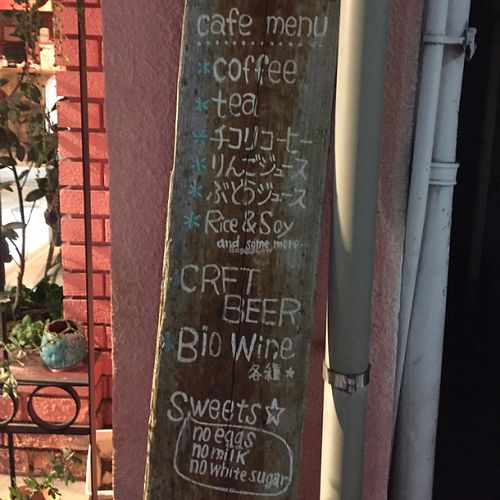 cafe menu
* coffee
* tea
* チコリコーヒー
* りんごジュース
* ぶどうジュース
* Rice & Soy
and some more...
HappyCow
CRFT
BEER
Bio Wine
各種★
Sweets☆
no eggs
no milk
no white sugar